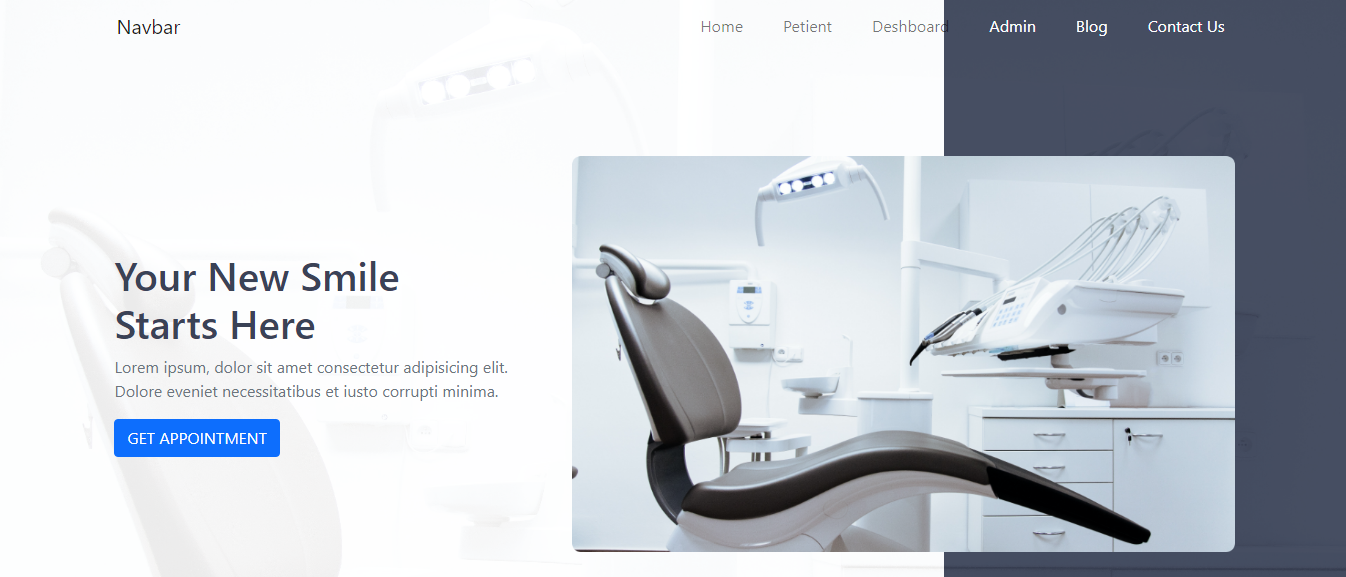 Navbar
Home Petient Deshboard Admin Blog Contact Us
Your New Smile
Starts Here
Lorem ipsum, dolor sit amet consectetur adipisicing elit.
Dolore eveniet necessitatibus et iusto corrupti minima.
GET APPOINTMENT